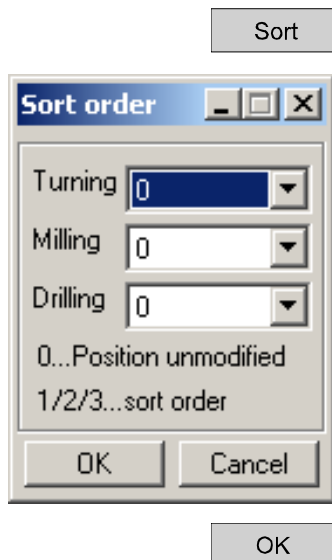 Sort
Sort order
Turning 0
Milling 0
Drilling 0
0...Position unmodified
1/2/3...sort order
OK Cancel
OK